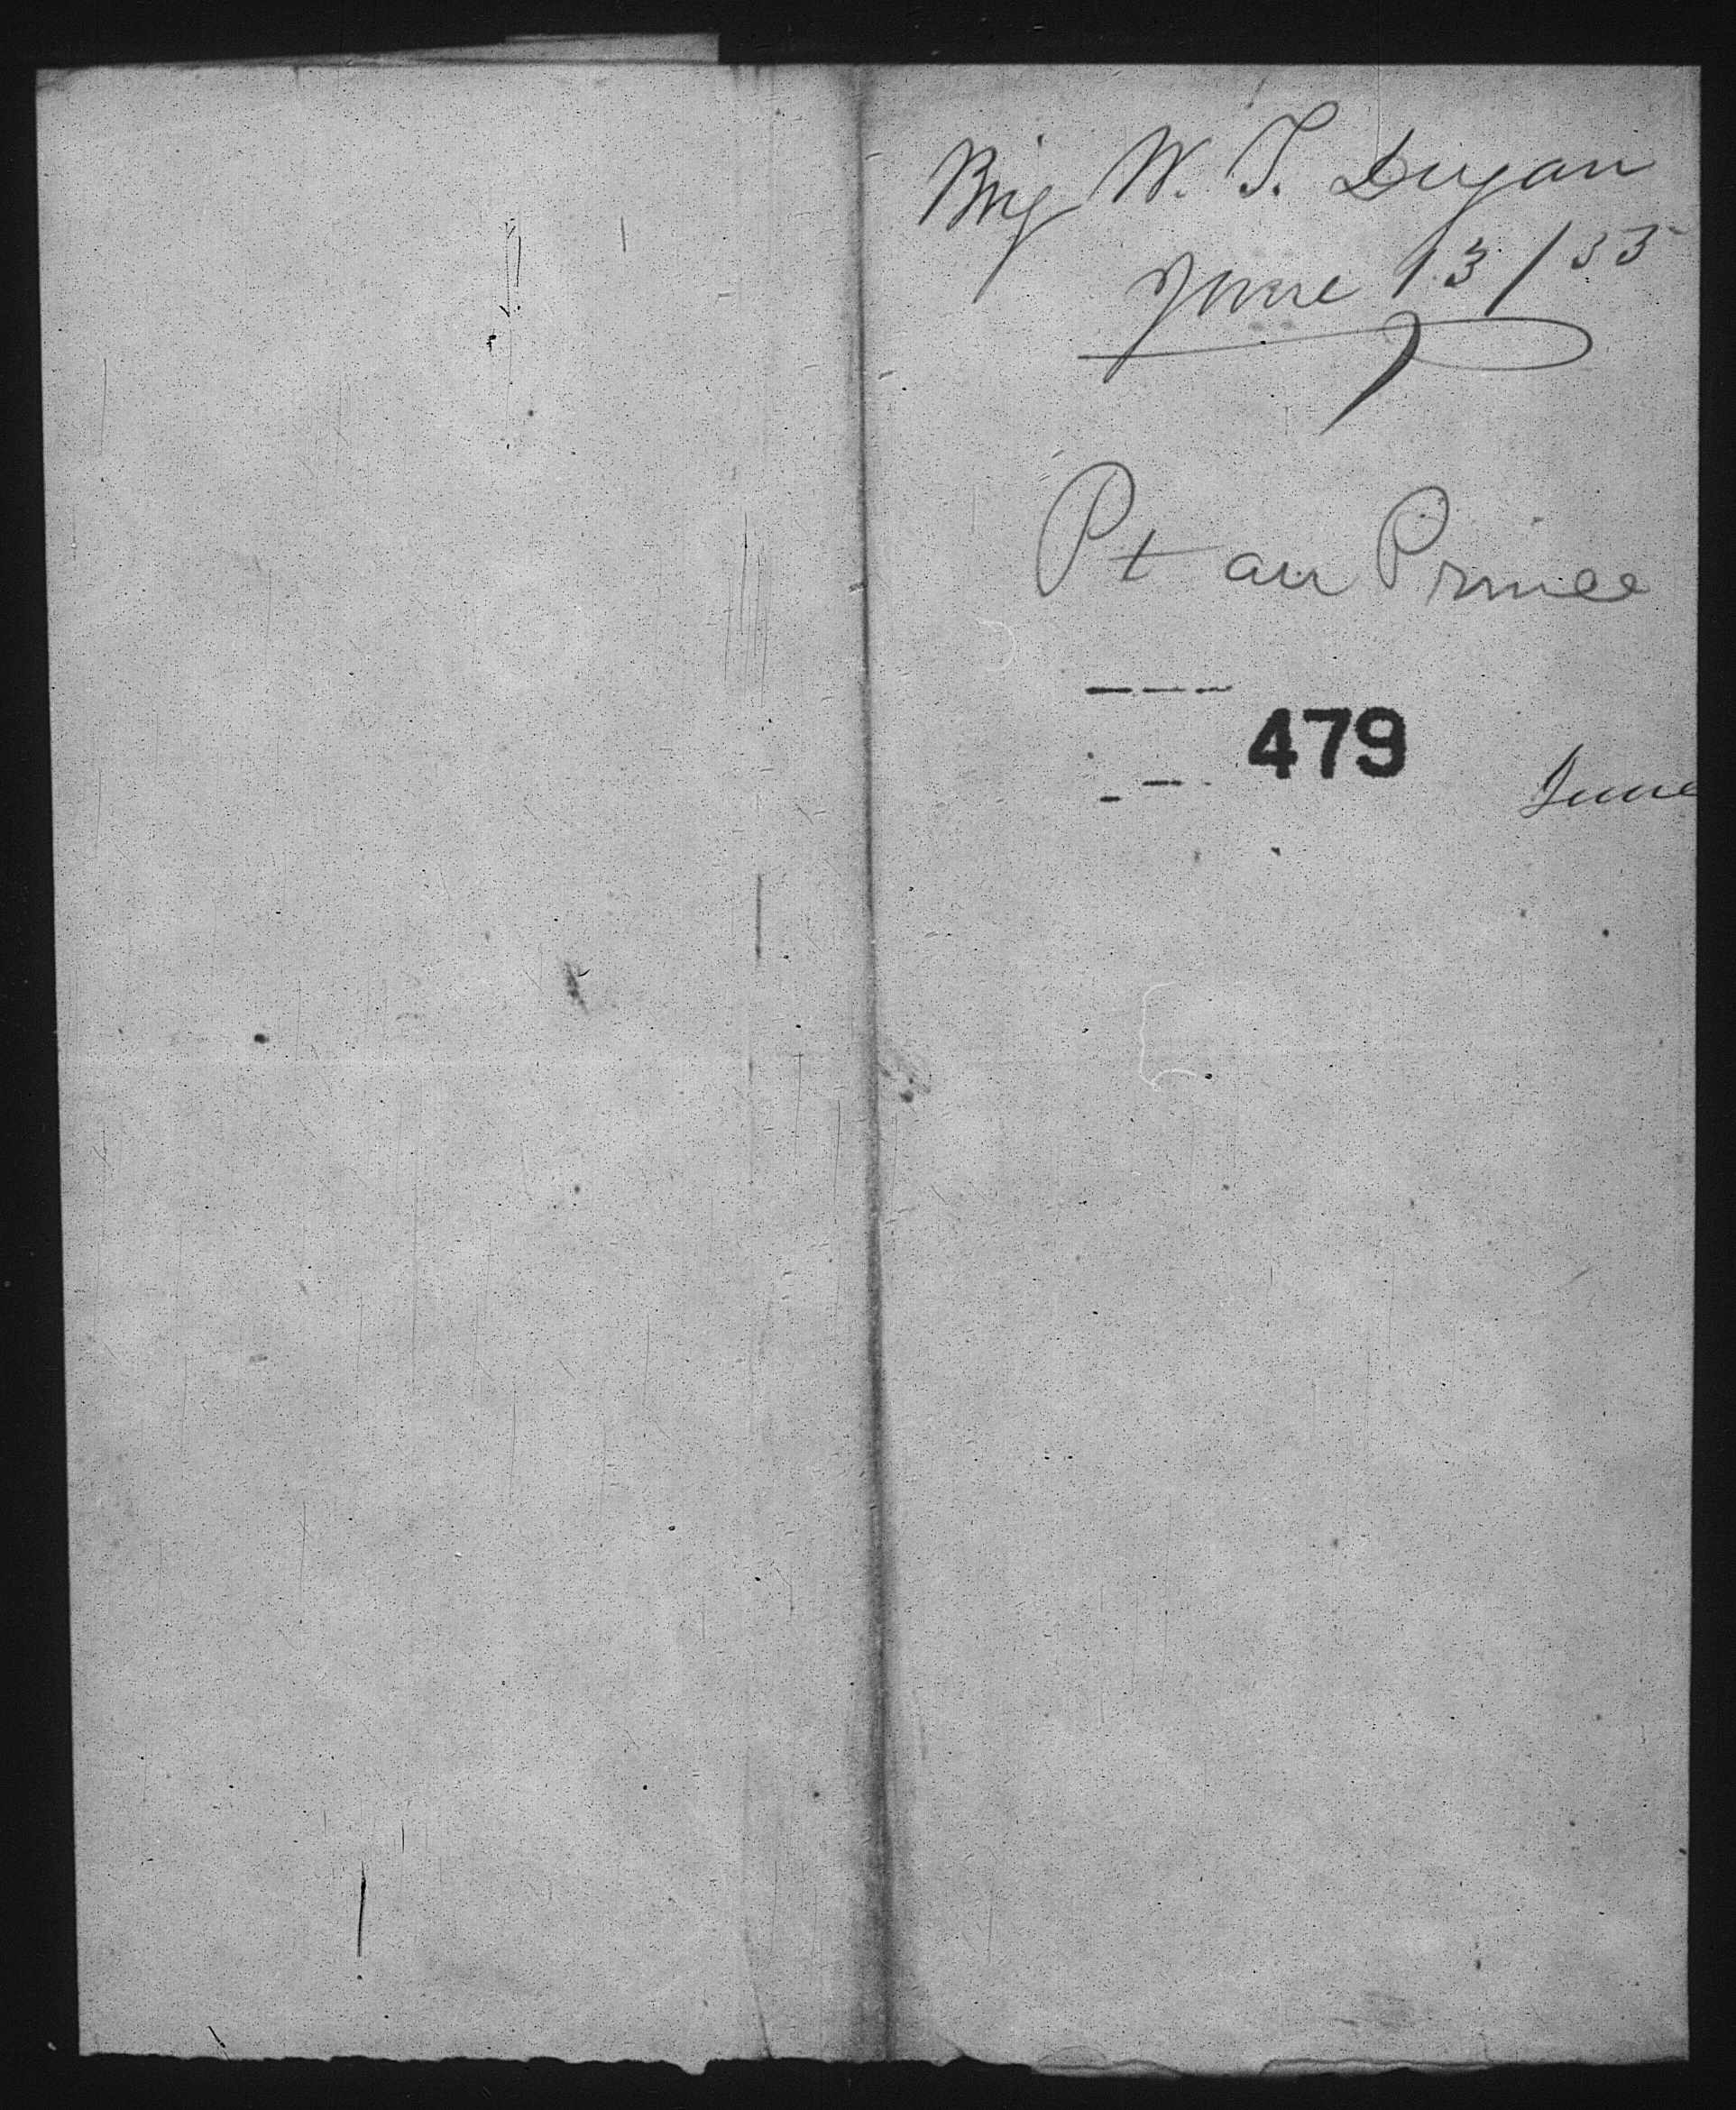 Brig W. T. Dugan
June 13/55
Pt au Prince
479
June